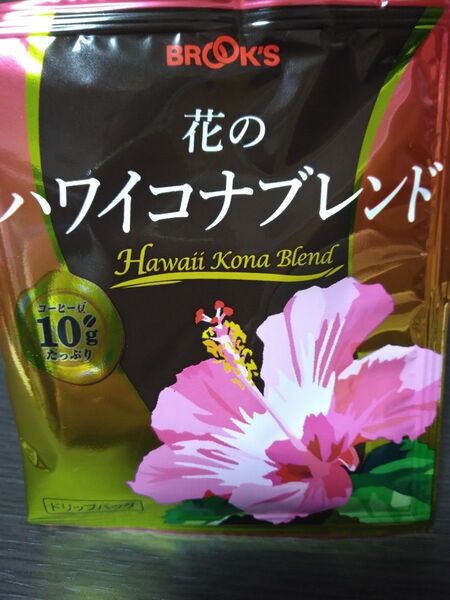 BROOK'S
花の
ハワイコナブレンド
Hawaii Kona Blend
コーヒー豆
10g
たっぷり
ドリップバッグ